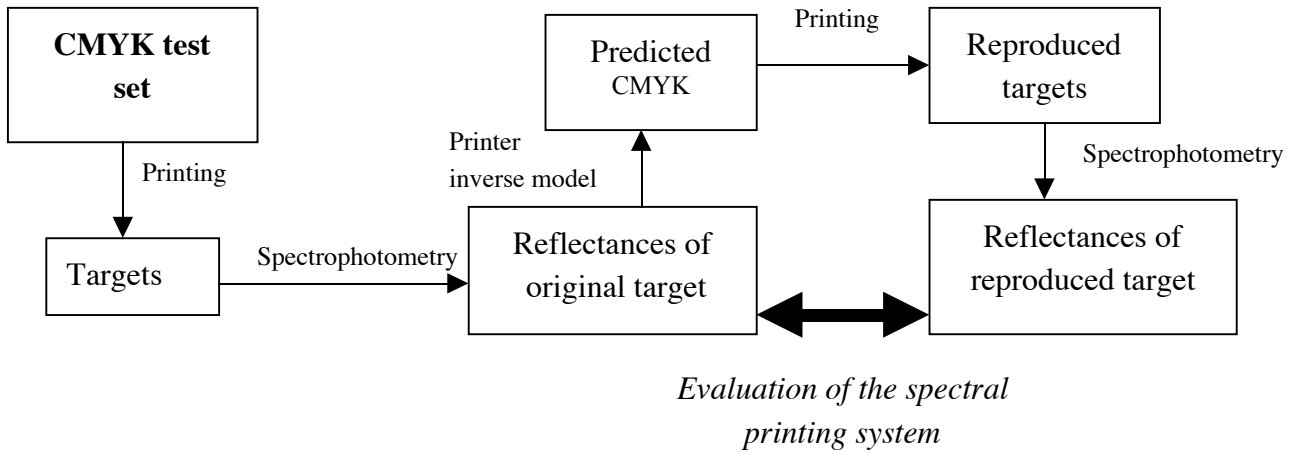 CMYK test
set
Printing
Targets
Spectrophotometry
Reflectances of
original target
Printer
inverse model
Predicted
CMYK
Printing
Reproduced
targets
Spectrophotometry
Reflectances of
reproduced target
Evaluation of the spectral
printing system